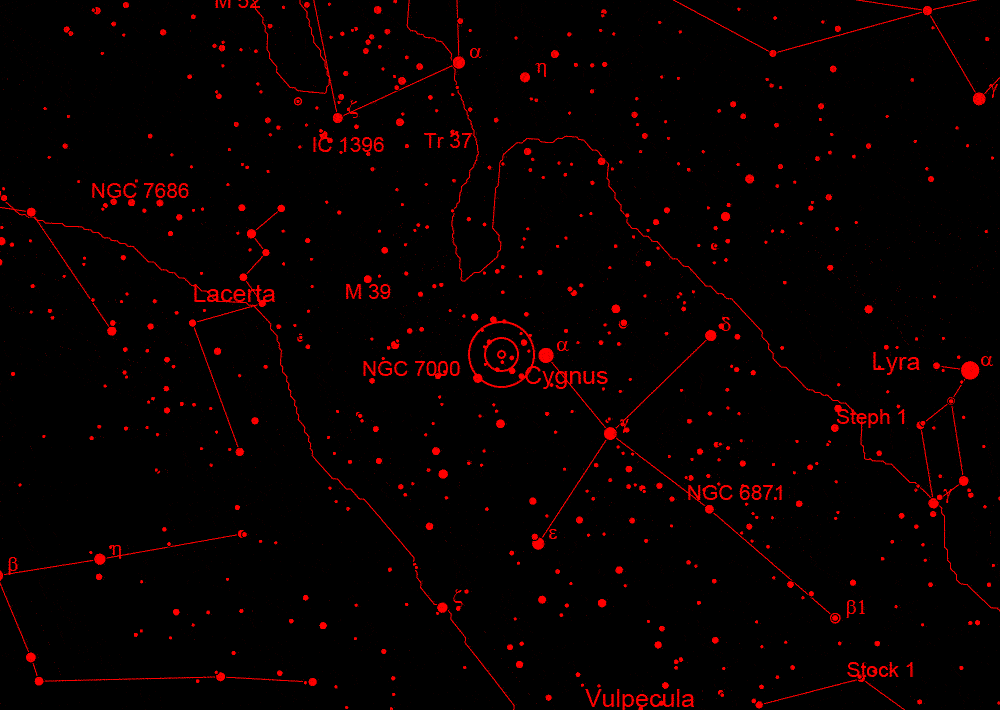 M 52
α
η
γ
ζ
IC 1396
Tr 37
NGC 7686
Lacerta
M 39
δ
α
NGC 7000
Cygnus
Lyra
α
γ
Steph 1
NGC 6871
γ
ε
η
β
ζ
β1
Stock 1
Vulpecula